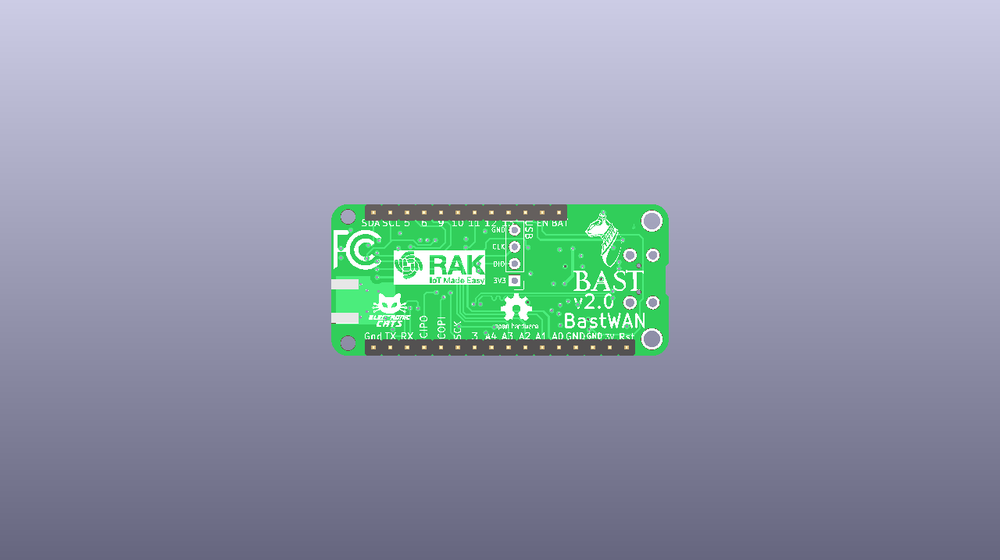 SDA SCL 5 6 9 10 11 12 13 USB EN BAT
GND
CLK
DIO
3V3
FC
RAK
IoT Made Easy
BAST
v2.0
BastWAN
ELECTRONIC
CATS
open hardware
Gnd TX RX CIPO COPI SCK 3 A4 A3 A2 A1 A0 GND GND 3V Rst